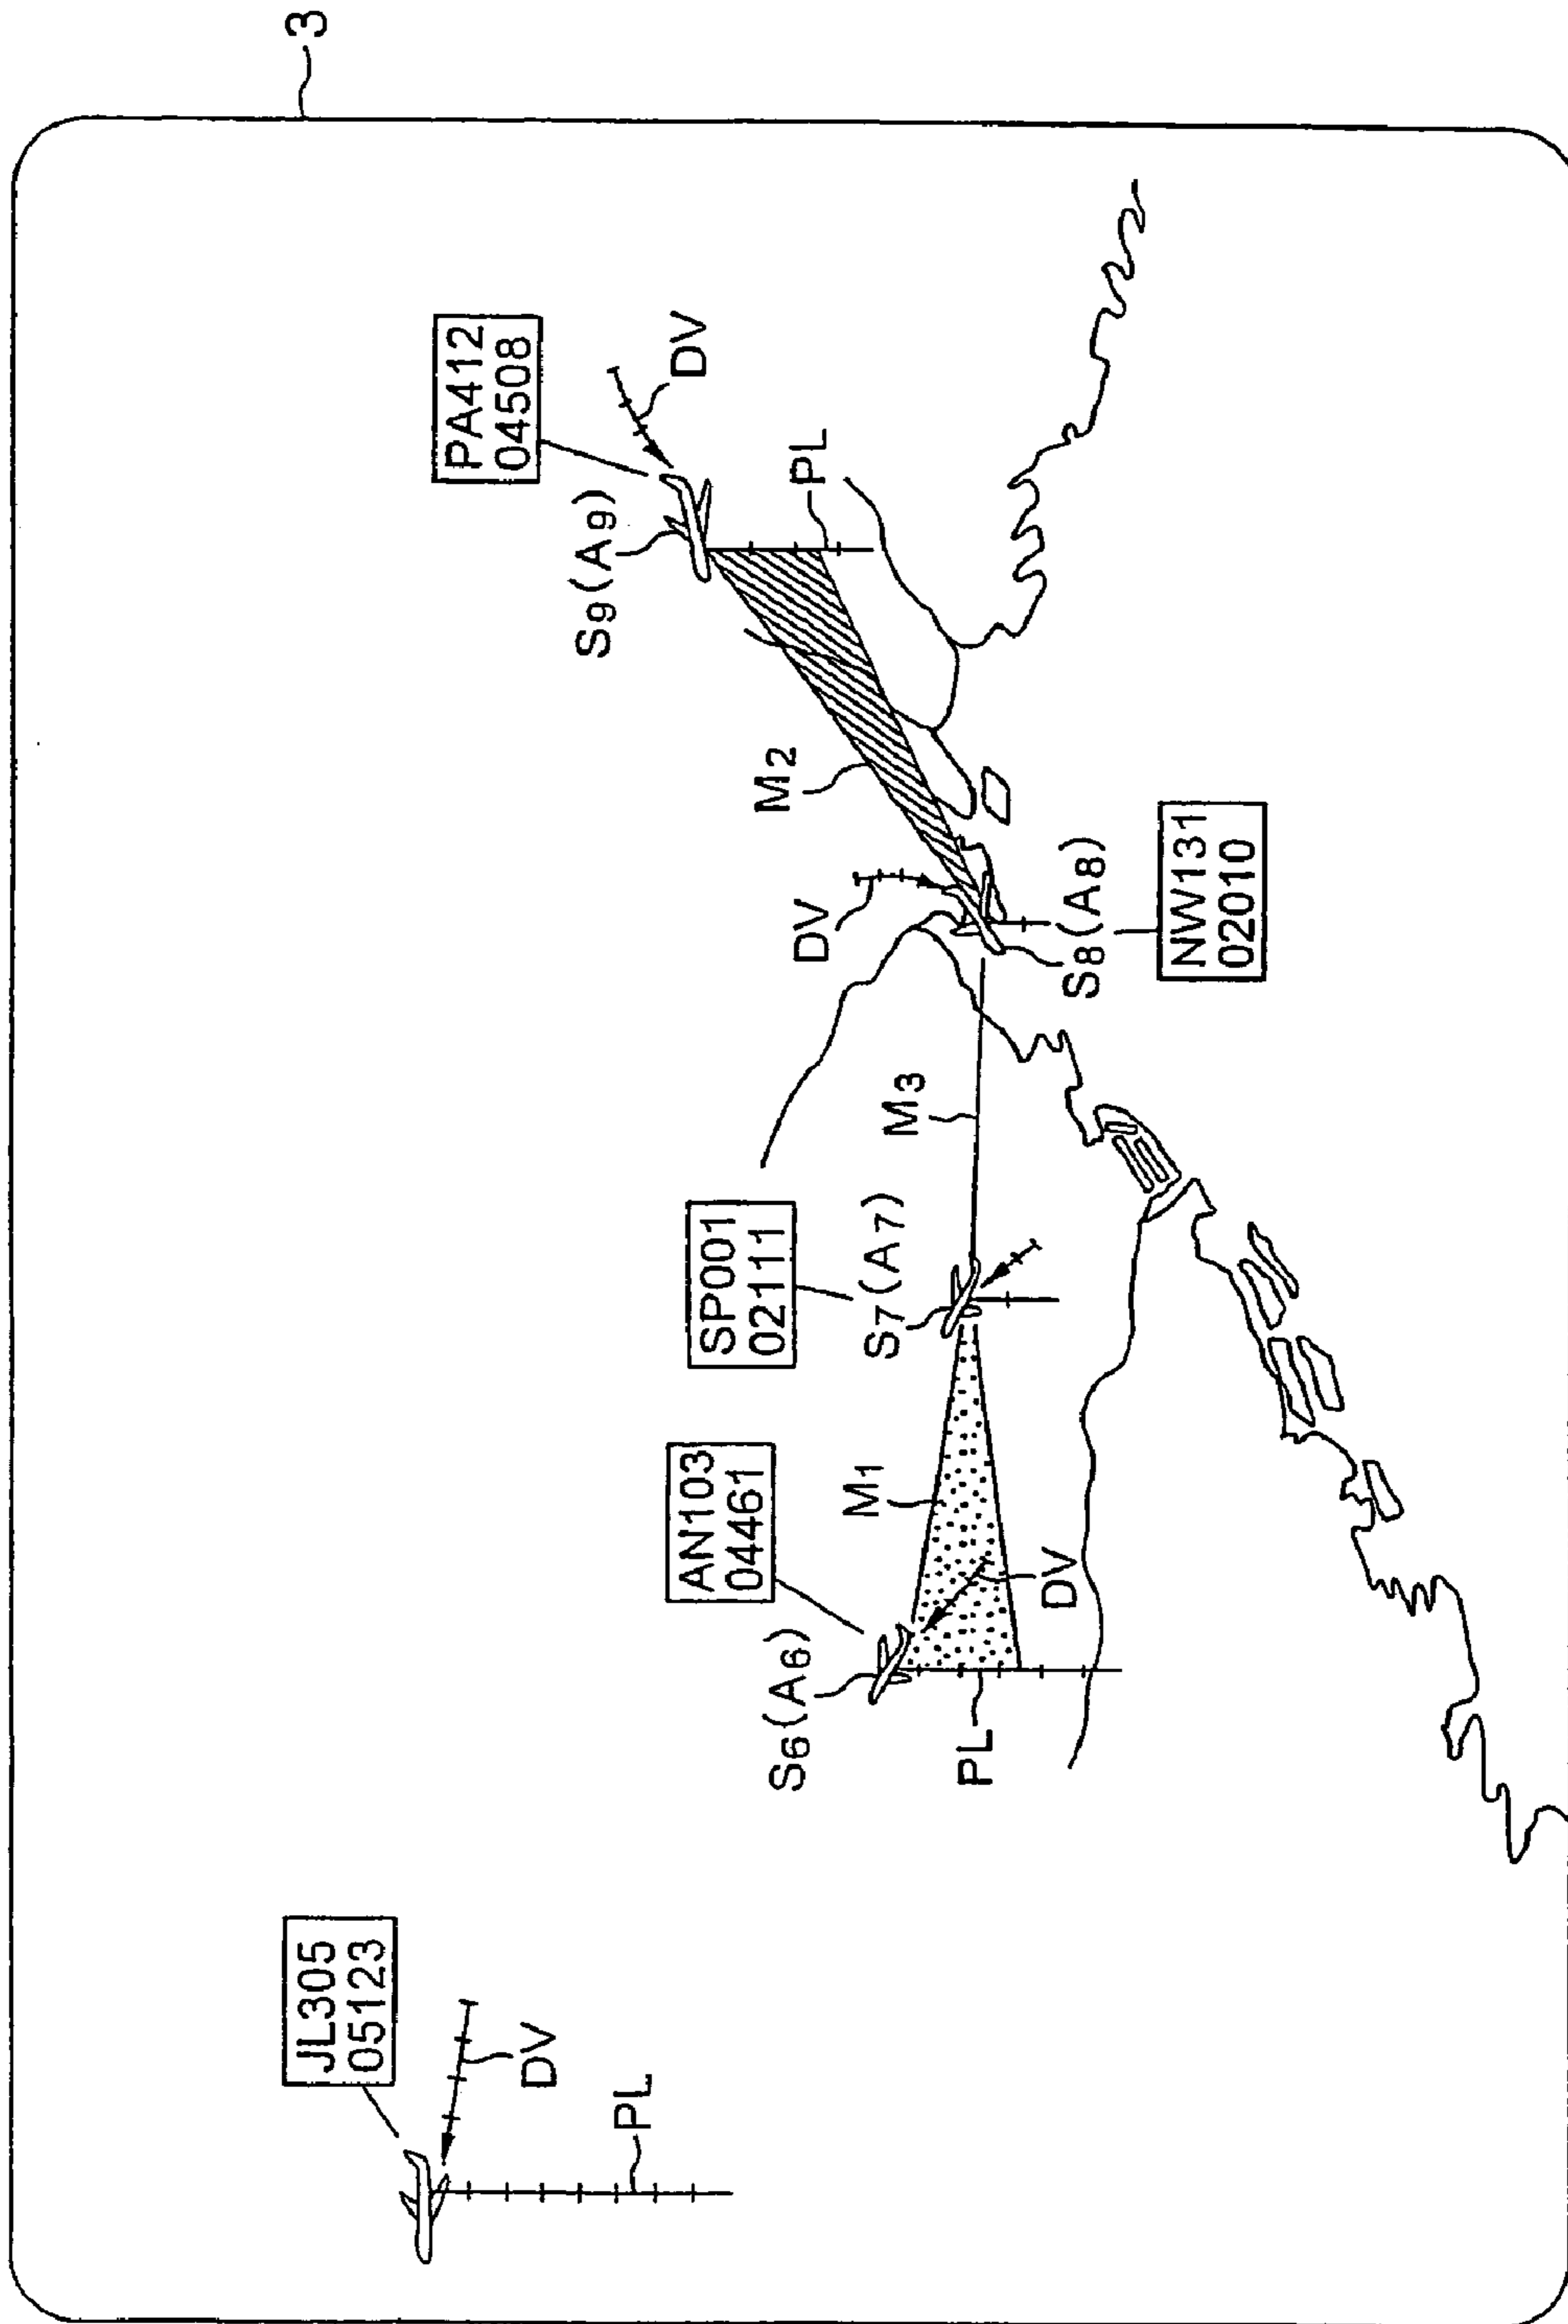 3
JL305
05123
PA412
04508
DV
S9(A9)
PL
DV
AN103
04461
SP001
02111
M2
S6(A6)
PL
DV
M1
S7(A7)
M3
PL
DV
S8(A8)
NW131
02010